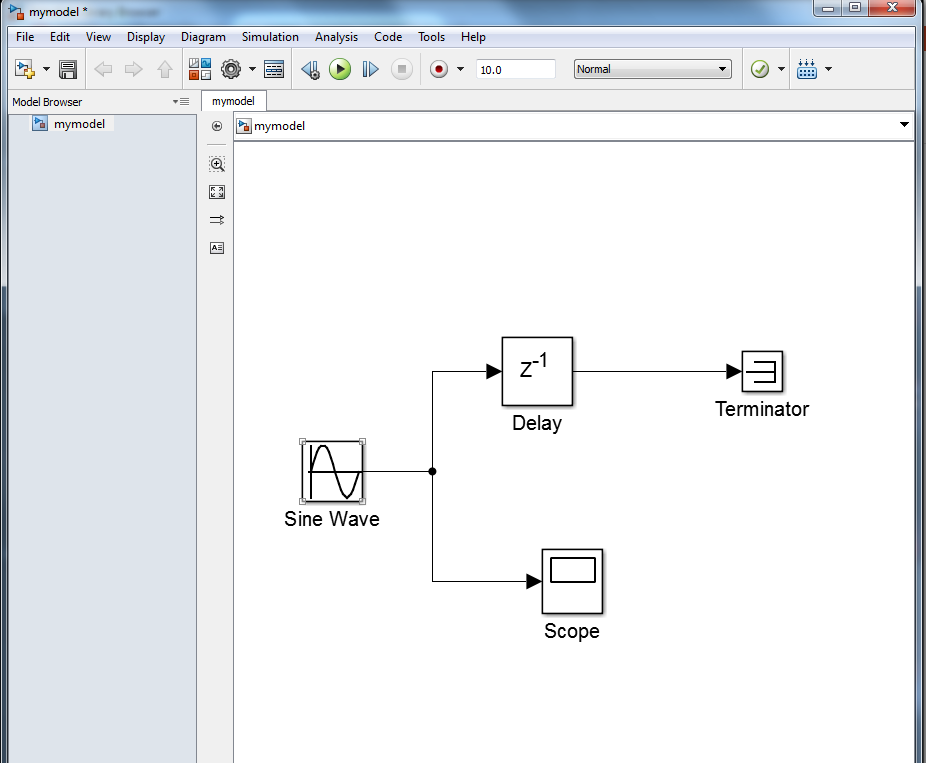 mymodel *
File Edit View Display Diagram Simulation Analysis Code Tools Help
10.0 Normal
Model Browser
mymodel
mymodel
mymodel
A
z-1
Delay
Terminator
Sine Wave
Scope